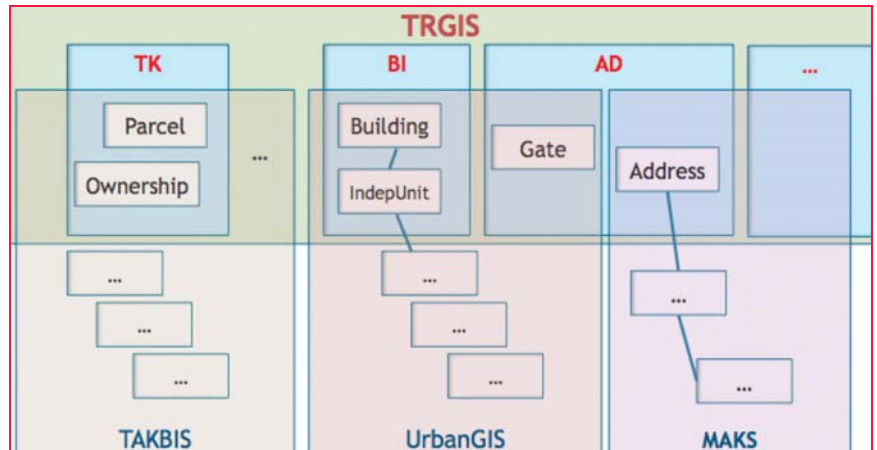 TRGIS
TK BI AD ...
Parcel
Ownership
...
Building
IndepUnit
Gate
Address
...
...
...
...
...
...
...
...
TAKBIS UrbanGIS MAKS